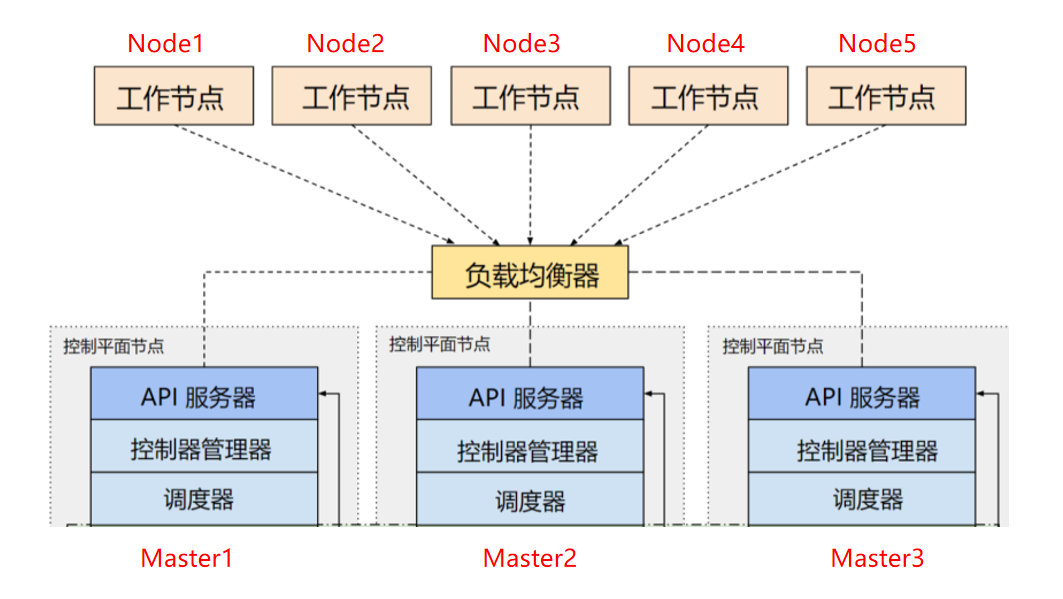 Node1 Node2 Node3 Node4 Node5
工作节点 工作节点 工作节点 工作节点 工作节点
负载均衡器
控制平面节点 控制平面节点 控制平面节点
API 服务器 API 服务器 API 服务器
控制器管理器 控制器管理器 控制器管理器
调度器 调度器 调度器
Master1 Master2 Master3